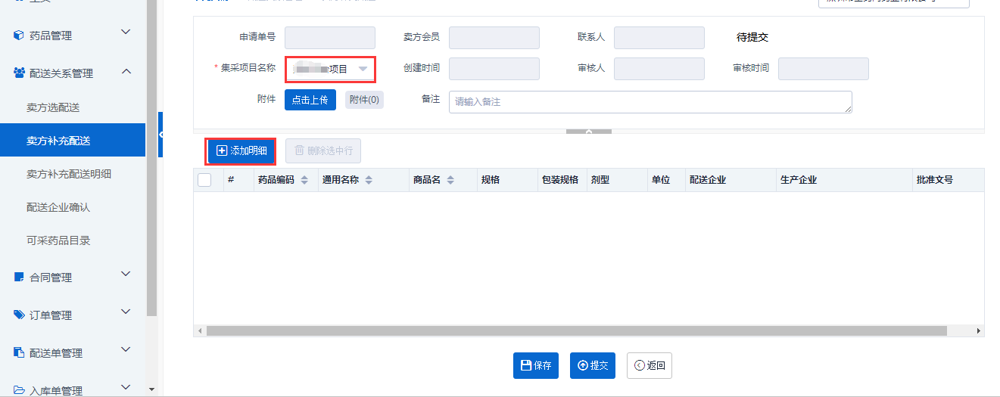 药品管理
配送关系管理
卖方选配送
卖方补充配送
卖方补充配送明细
配送企业确认
可采药品目录
合同管理
订单管理
配送单管理
入库单管理
申请单号 卖方会员 联系人 待提交
* 集采项目名称 项目 创建时间 审核人 审核时间
附件 点击上传 附件(0) 备注 请输入备注
添加明细 删除选中行
# 药品编码 通用名称 商品名 规格 包装规格 剂型 单位 配送企业 生产企业 批准文号
保存 提交 返回